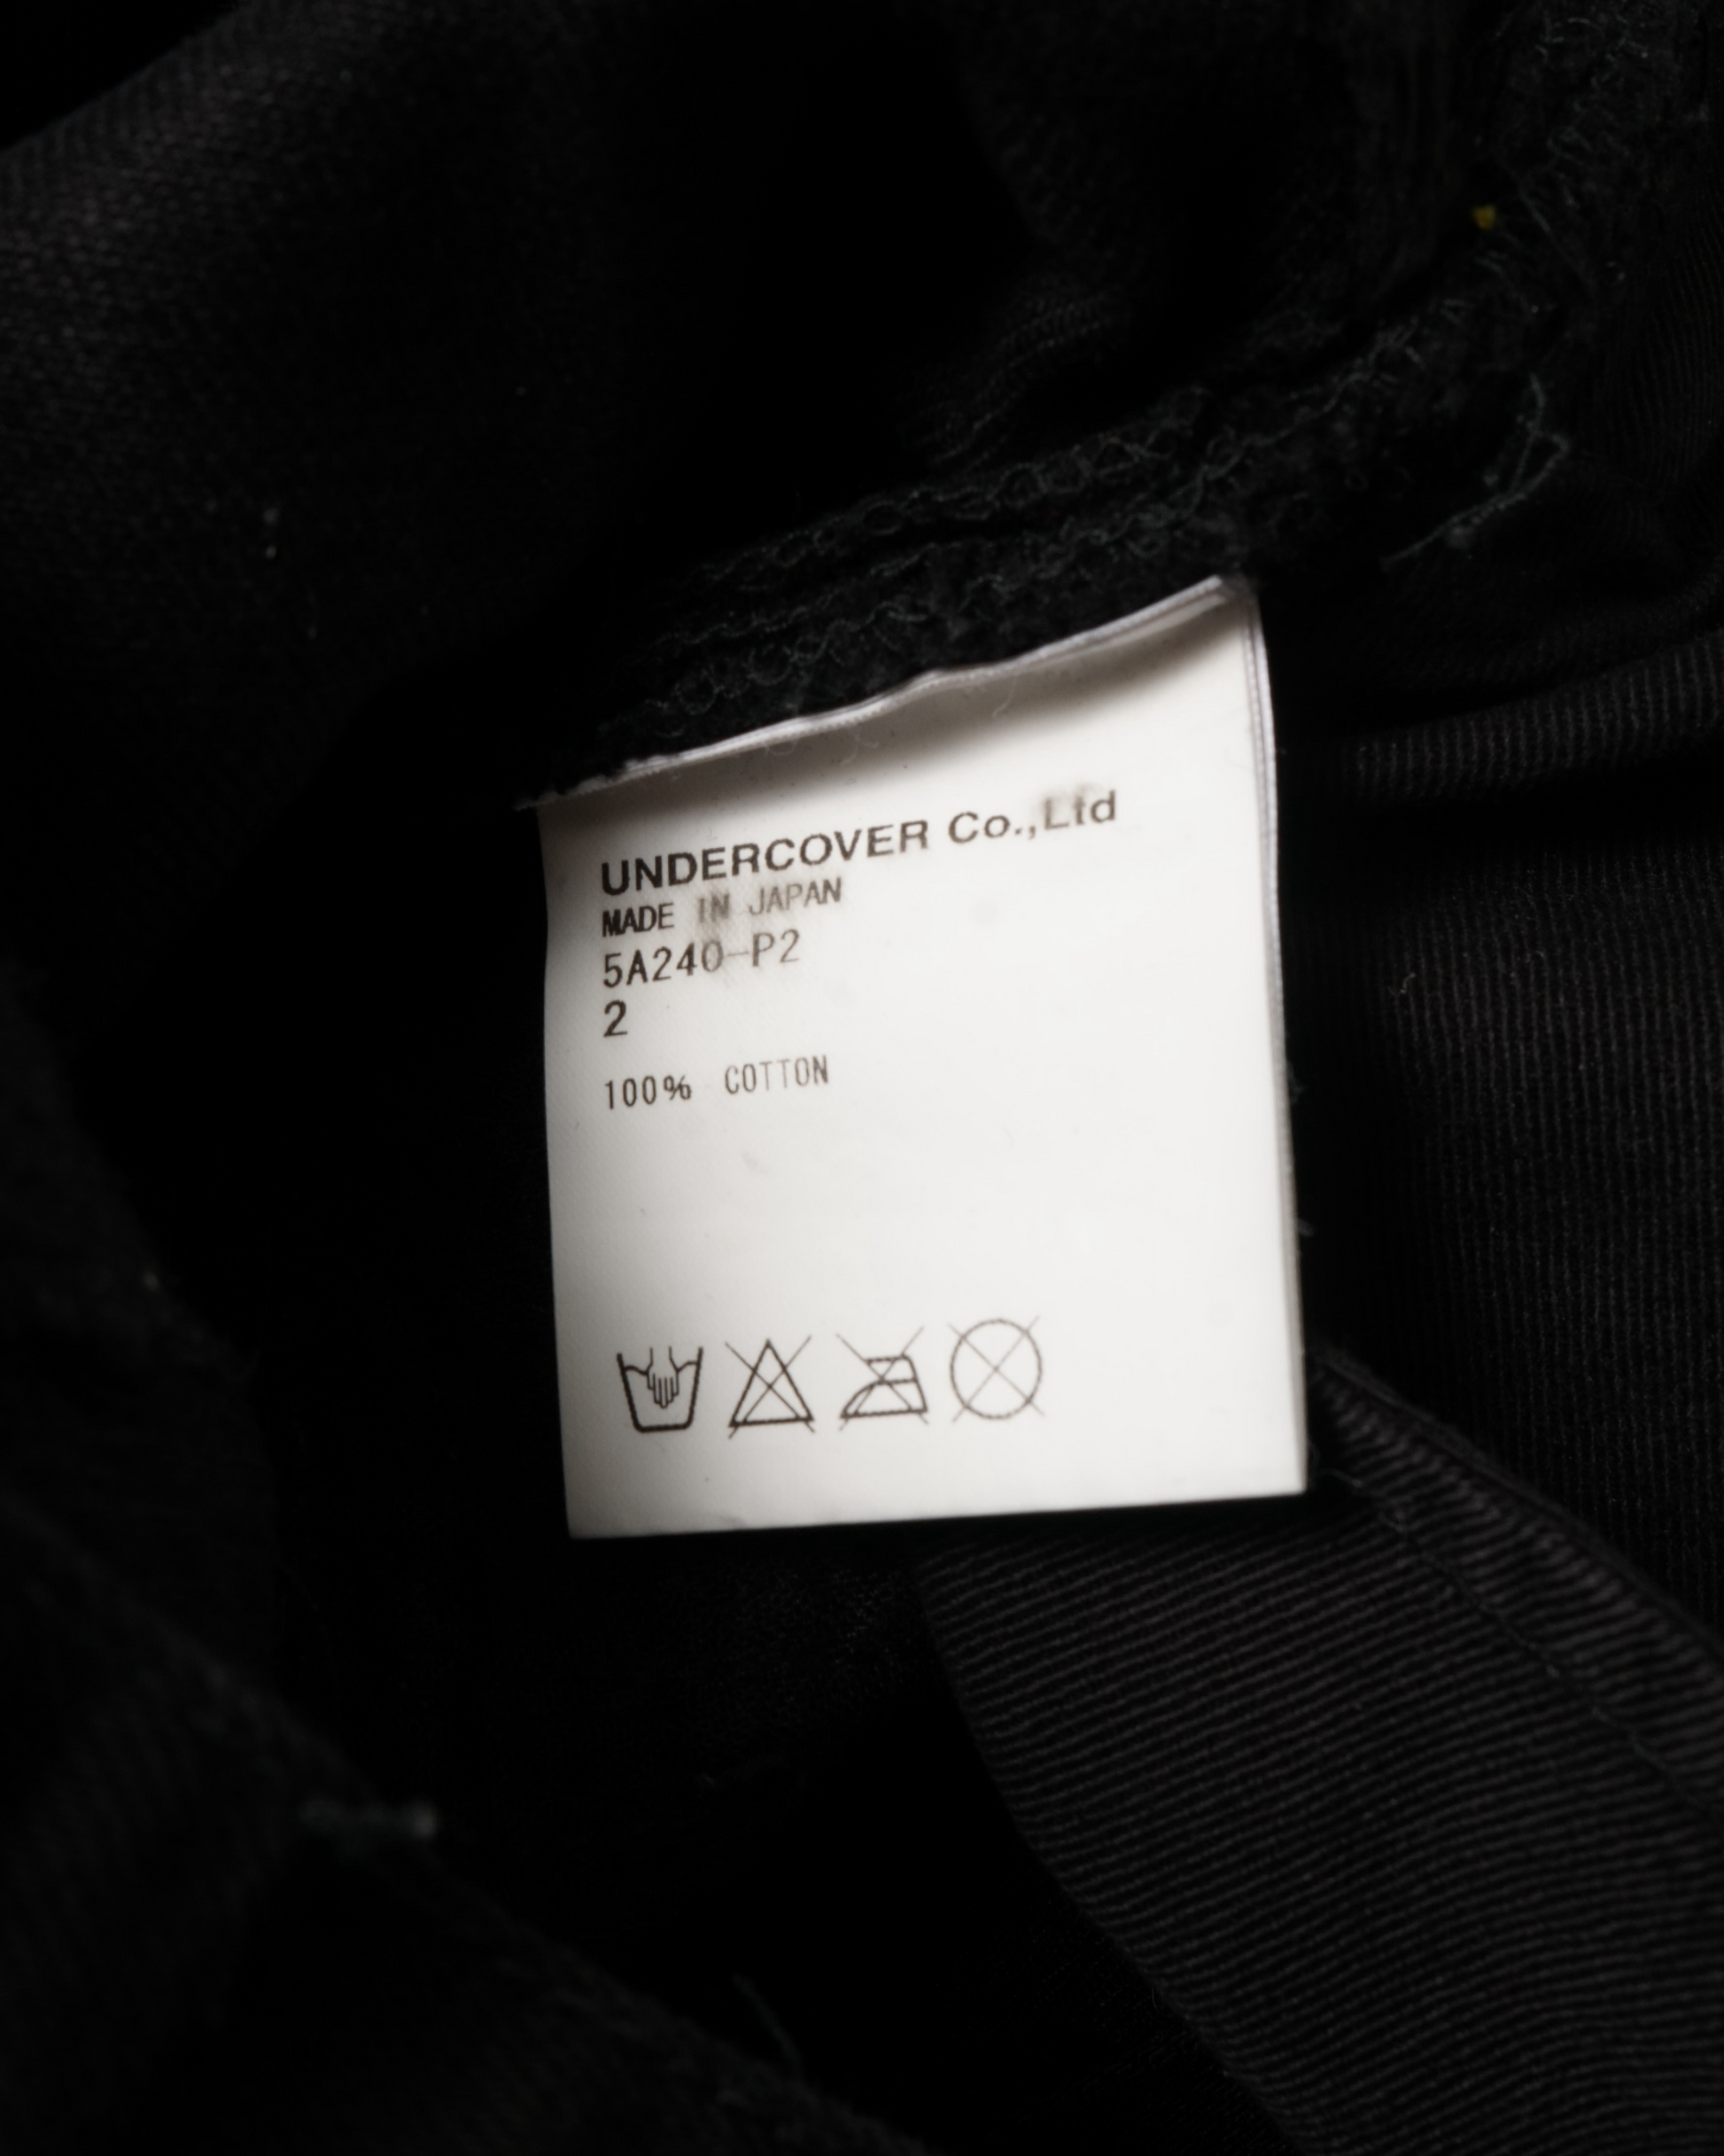 UNDERCOVER Co.,Ltd
MADE IN JAPAN
5A240-P2
2
100% COTTON